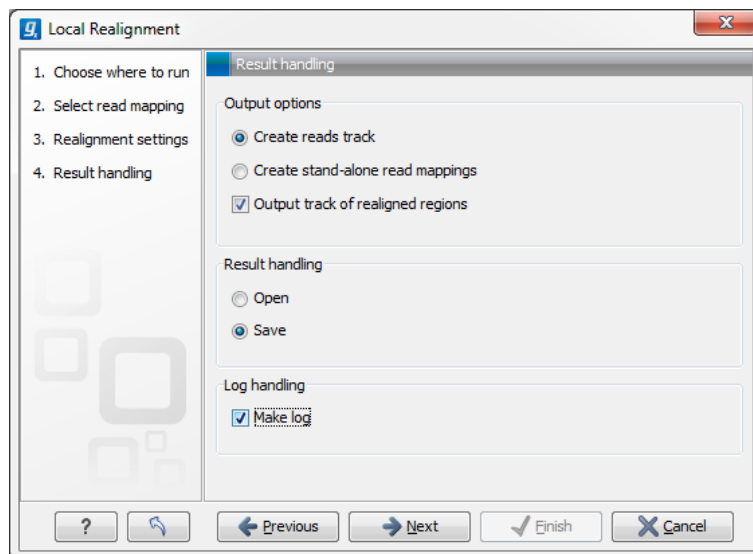 Local Realignment
1. Choose where to run
2. Select read mapping
3. Realignment settings
4. Result handling
Result handling
Output options
Create reads track
Create stand-alone read mappings
Output track of realigned regions
Result handling
Open
Save
Log handling
Make log
?
Previous
Next
Finish
Cancel